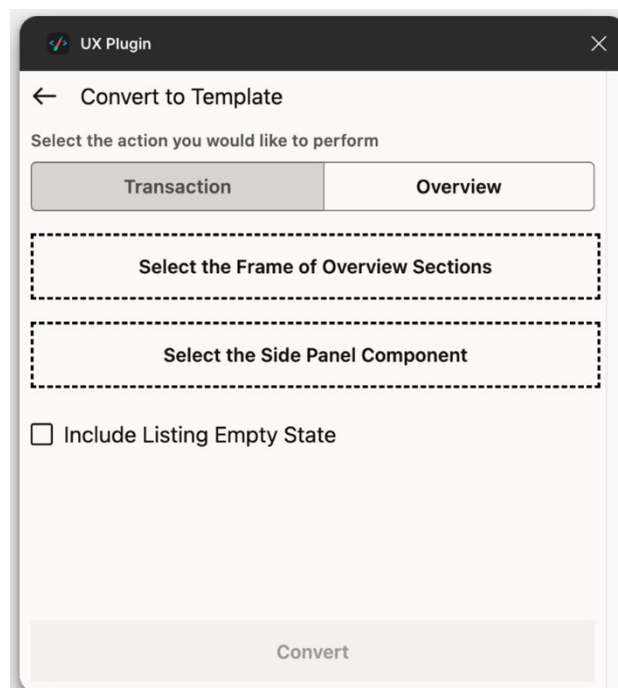 UX Plugin
Convert to Template
Select the action you would like to perform
Transaction
Overview
Select the Frame of Overview Sections
Select the Side Panel Component
Include Listing Empty State
Convert